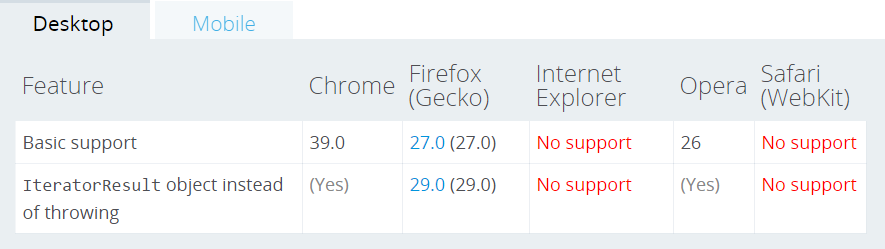 Desktop Mobile
Feature Chrome Firefox (Gecko) Internet Explorer Opera Safari (WebKit)
Basic support 39.0 27.0 (27.0) No support 26 No support
IteratorResult object instead (Yes) 29.0 (29.0) No support (Yes) No support
of throwing